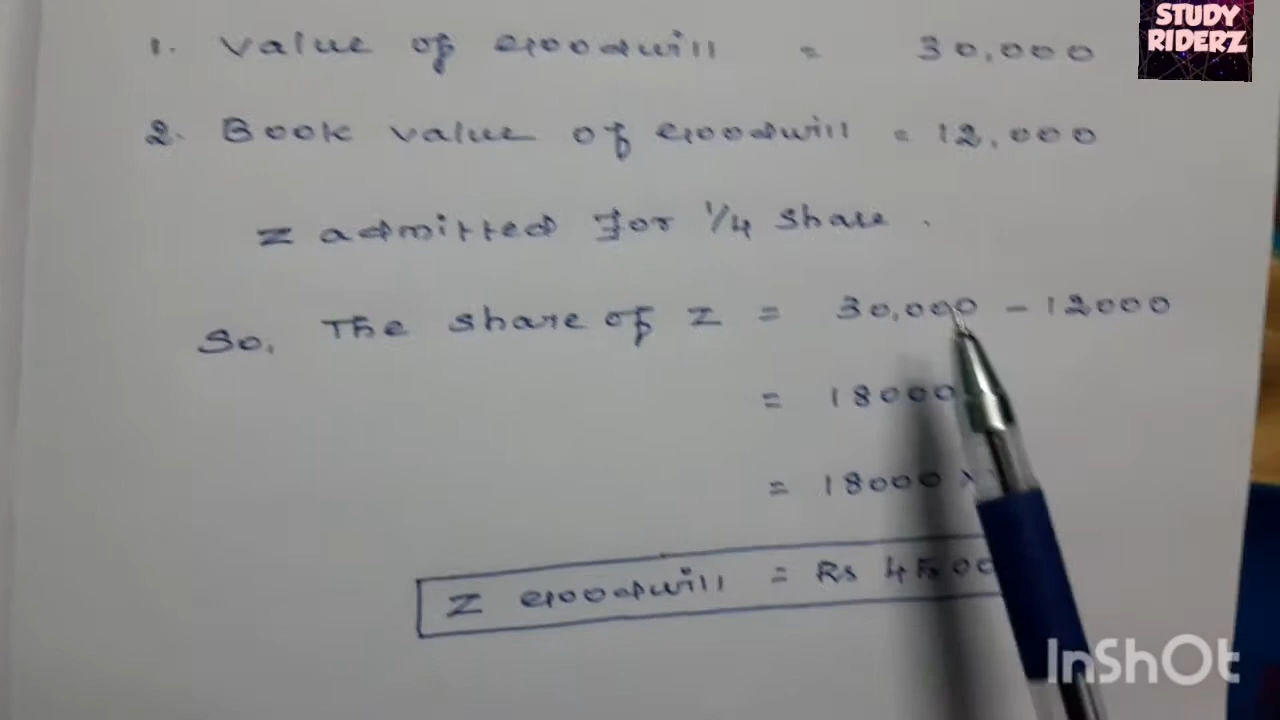 STUDY
RIDERZ
1. Value of Goodwill = 30,000
2. Book value of Goodwill = 12,000
Z admitted for 1/4 share.
So, The share of Z = 30,000 - 12000
= 18000
= 18000 ×
Z Goodwill = Rs 4500
InShOt